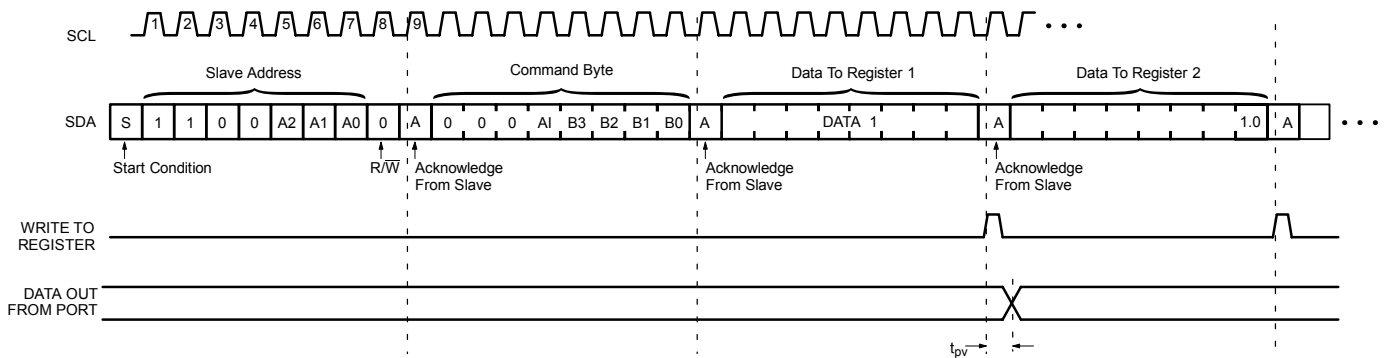 SCL 1 2 3 4 5 6 7 8 9 • • •
Slave Address Command Byte Data To Register 1 Data To Register 2
SDA S 1 1 0 0 A2 A1 A0 0 A 0 0 0 AI B3 B2 B1 B0 A DATA 1 A 1.0 A • • •
Start Condition R/W̅ Acknowledge From Slave Acknowledge From Slave Acknowledge From Slave
WRITE TO
REGISTER
DATA OUT
FROM PORT
tpv